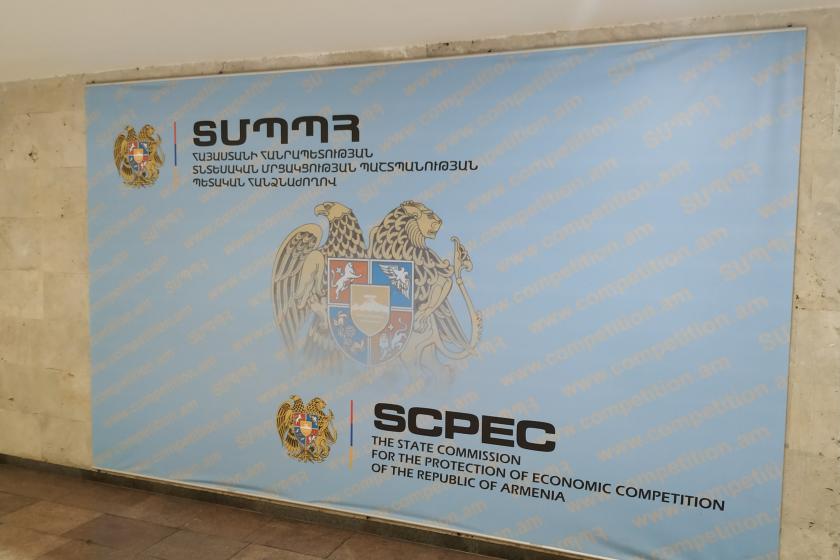 ՏՄՊՊՀ
ՀԱՅԱՍՏԱՆԻ ՀԱՆՐԱՊԵՏՈՒԹՅԱՆ
ՏՆՏԵՍԱԿԱՆ ՄՐՑԱԿՑՈՒԹՅԱՆ ՊԱՇՏՊԱՆՈՒԹՅԱՆ
ՊԵՏԱԿԱՆ ՀԱՆՁՆԱԺՈՂՈՎ
SCPEC
THE STATE COMMISSION
FOR THE PROTECTION OF ECONOMIC COMPETITION
OF THE REPUBLIC OF ARMENIA
www.competition.am